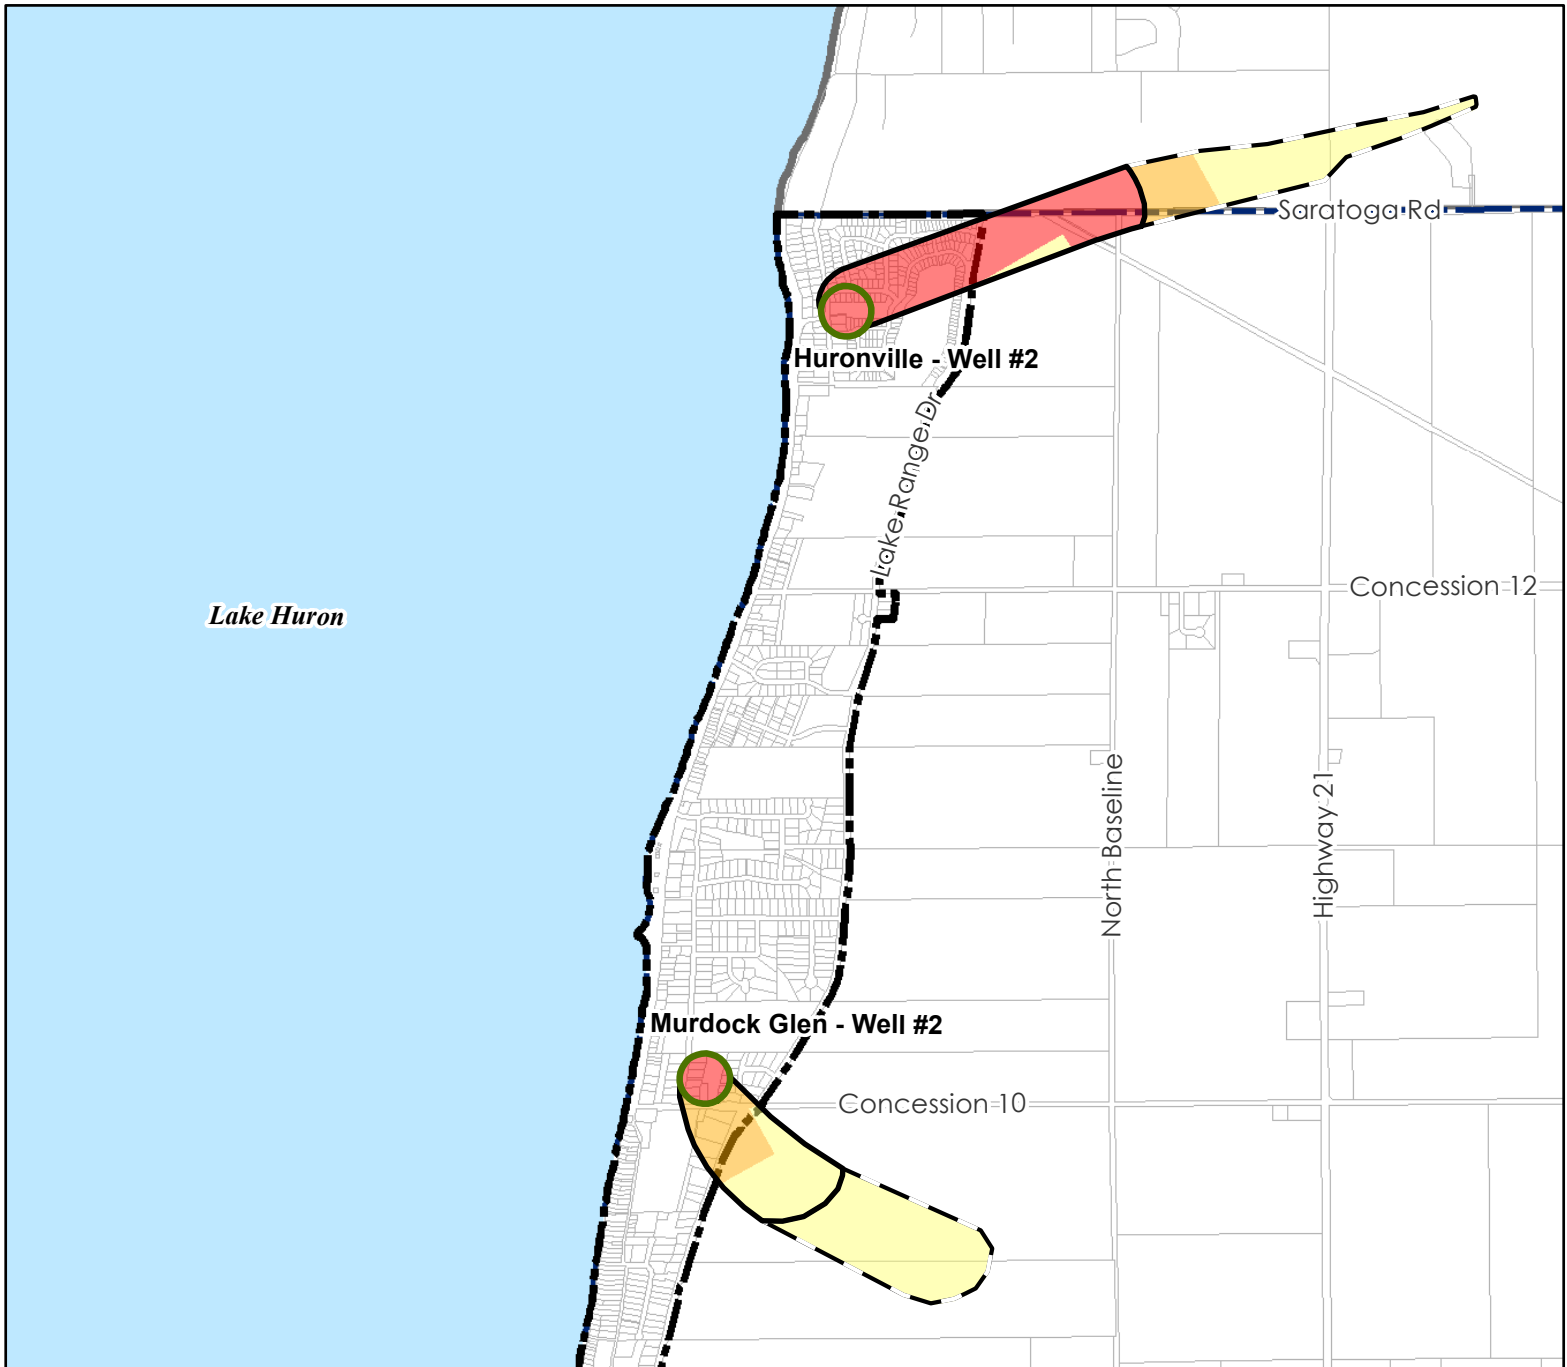 Saratoga Rd
Huronville - Well #2
Lake Range Dr
Concession 12
Lake Huron
North Baseline
Highway 21
Murdock Glen - Well #2
Concession 10